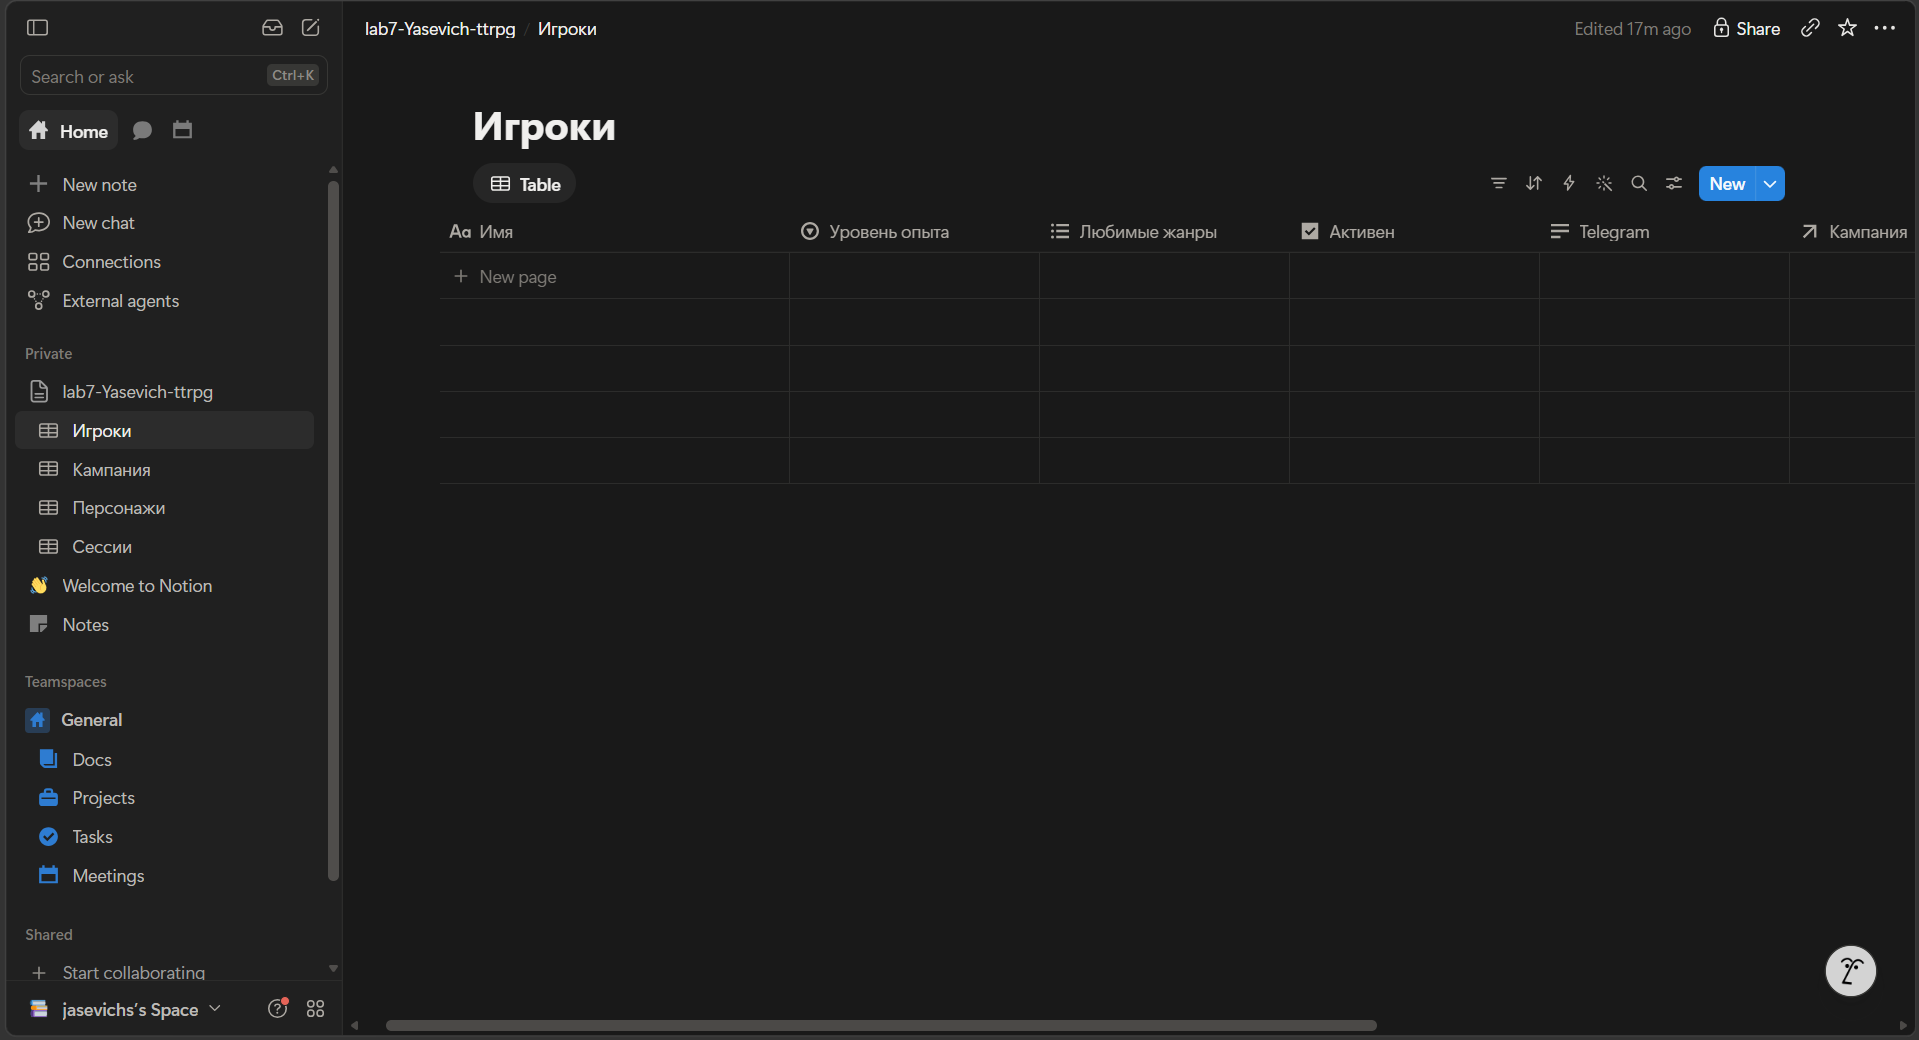 lab7-Yasevich-ttrpg / Игроки
Edited 17m ago
Share
Search or ask
Ctrl+K
Home
New note
New chat
Connections
External agents
Private
lab7-Yasevich-ttrpg
Игроки
Кампания
Персонажи
Сессии
Welcome to Notion
Notes
Teamspaces
General
Docs
Projects
Tasks
Meetings
Shared
Start collaborating
jasevichs's Space
Игроки
Table
New
Aa Имя
Уровень опыта
Любимые жанры
Активен
Telegram
Кампания
New page